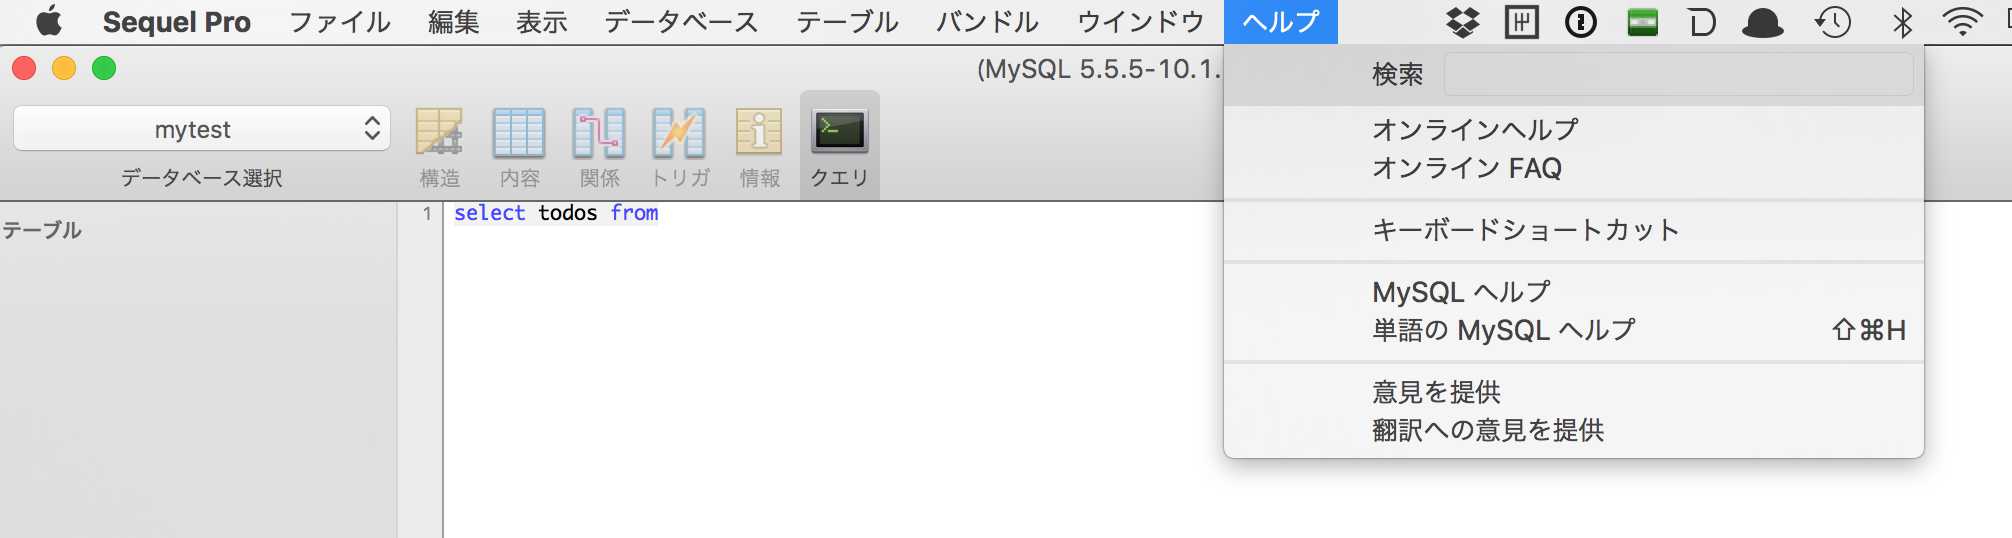 Sequel Pro ファイル 編集 表示 データベース テーブル バンドル ウインドウ ヘルプ
(MySQL 5.5.5-10.1.
検索
mytest
データベース選択
構造 内容 関係 トリガ 情報 クエリ
オンラインヘルプ
オンライン FAQ
テーブル
1 select todos from
キーボードショートカット
MySQL ヘルプ
単語の MySQL ヘルプ ⇧⌘H
意見を提供
翻訳への意見を提供